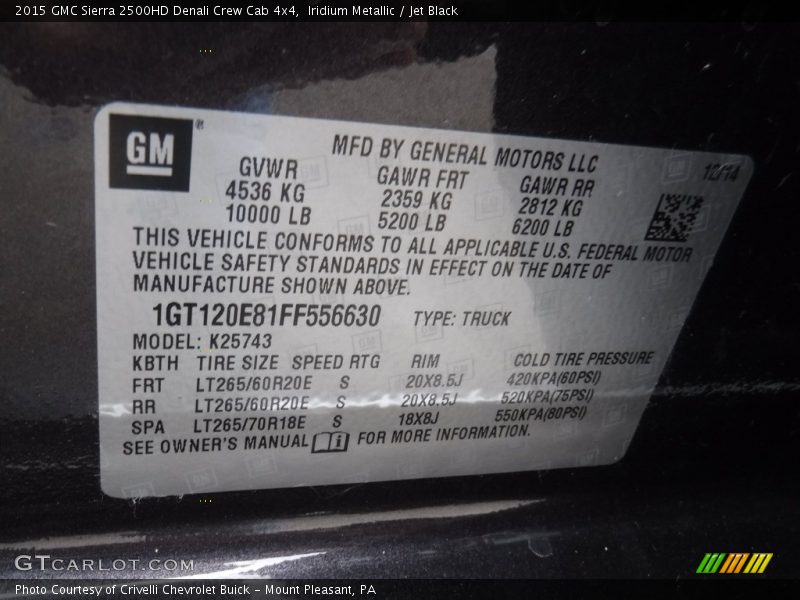 2015 GMC Sierra 2500HD Denali Crew Cab 4x4,  Iridium Metallic / Jet Black
GM®
MFD BY GENERAL MOTORS LLC
12/14
GVWR GAWR FRT GAWR RR
4536 KG 2359 KG 2812 KG
10000 LB 5200 LB 6200 LB
THIS VEHICLE CONFORMS TO ALL APPLICABLE U.S. FEDERAL MOTOR
VEHICLE SAFETY STANDARDS IN EFFECT ON THE DATE OF
MANUFACTURE SHOWN ABOVE.
1GT120E81FF556630 TYPE: TRUCK
MODEL: K25743
KBTH TIRE SIZE SPEED RTG RIM COLD TIRE PRESSURE
FRT LT265/60R20E S 20X8.5J 420KPA(60PSI)
RR LT265/60R20E S 20X8.5J 520KPA(75PSI)
SPA LT265/70R18E S 18X8J 550KPA(80PSI)
SEE OWNER'S MANUAL FOR MORE INFORMATION.
GTCARLOT.COM
Photo Courtesy of Crivelli Chevrolet Buick – Mount Pleasant, PA